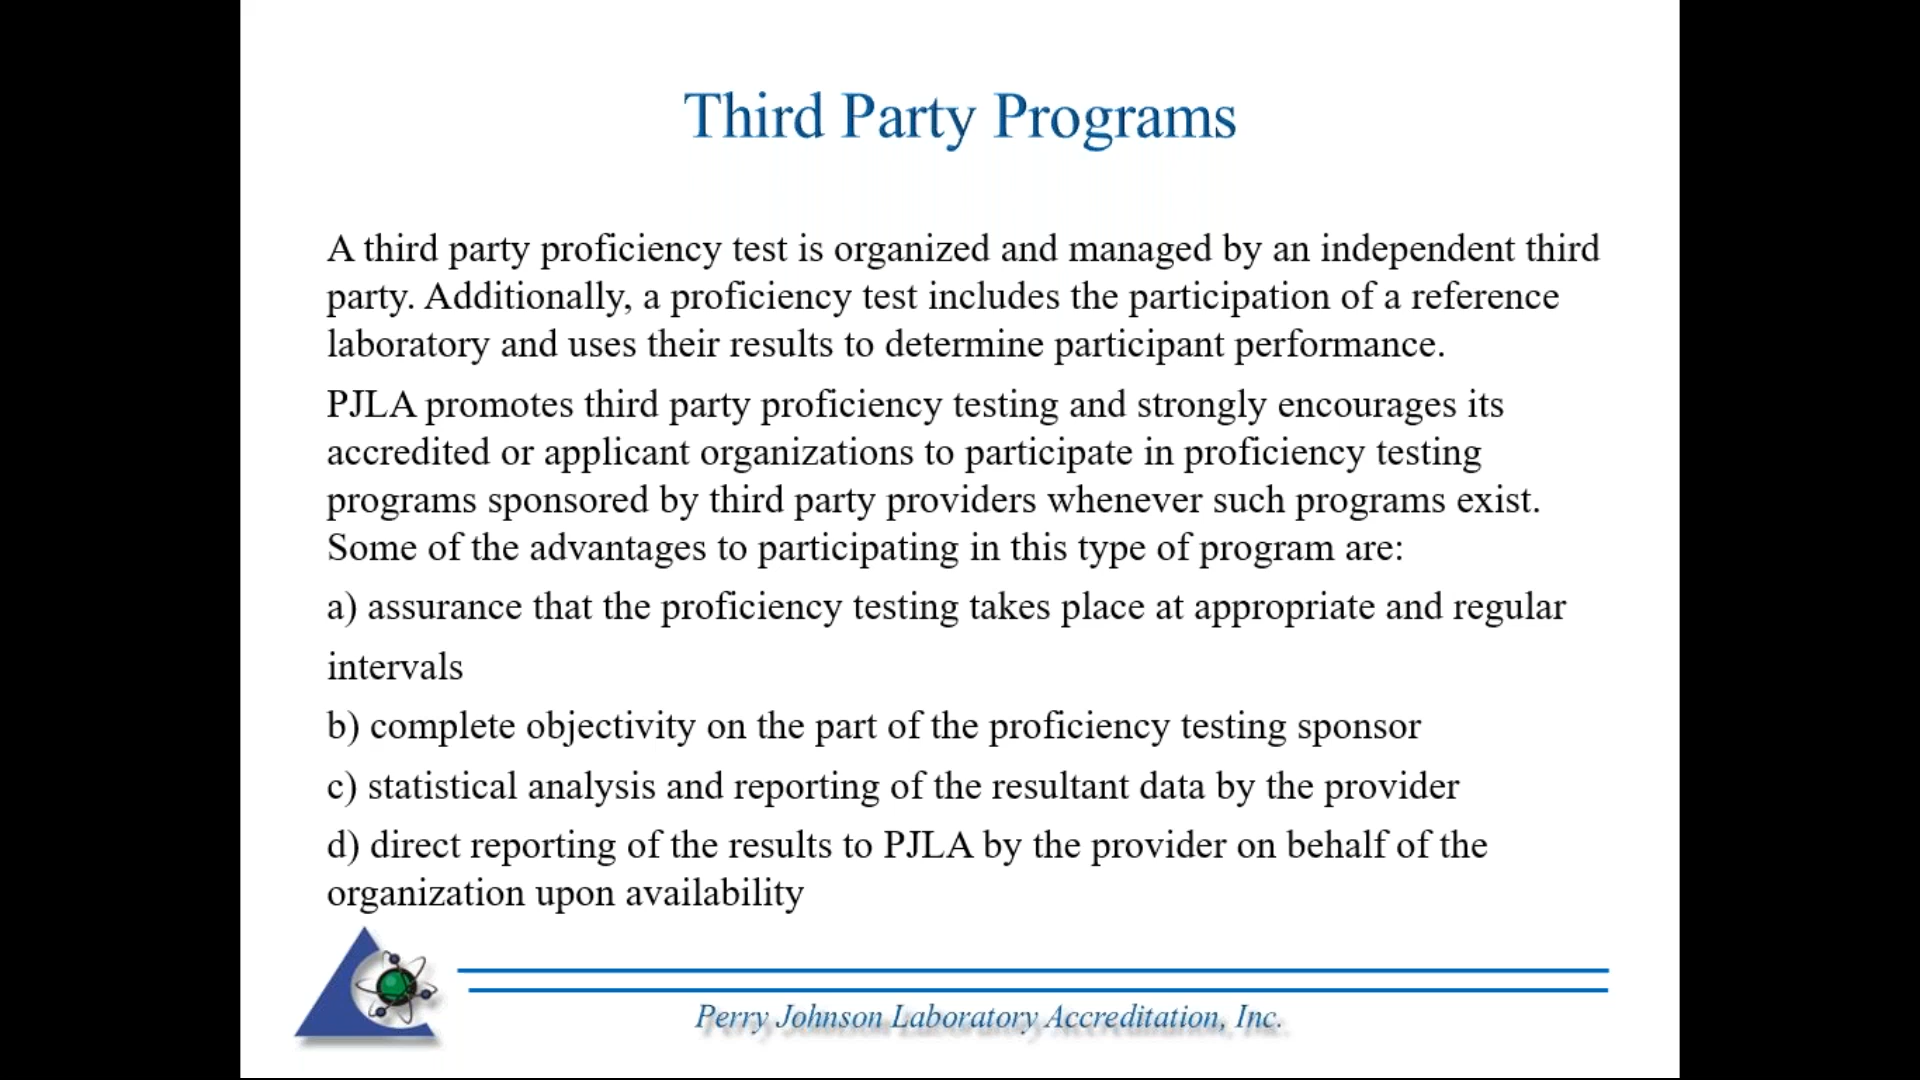 Third Party Programs
A third party proficiency test is organized and managed by an independent third
party. Additionally, a proficiency test includes the participation of a reference
laboratory and uses their results to determine participant performance.
PJLA promotes third party proficiency testing and strongly encourages its
accredited or applicant organizations to participate in proficiency testing
programs sponsored by third party providers whenever such programs exist.
Some of the advantages to participating in this type of program are:
a) assurance that the proficiency testing takes place at appropriate and regular
intervals
b) complete objectivity on the part of the proficiency testing sponsor
c) statistical analysis and reporting of the resultant data by the provider
d) direct reporting of the results to PJLA by the provider on behalf of the
organization upon availability
Perry Johnson Laboratory Accreditation, Inc.